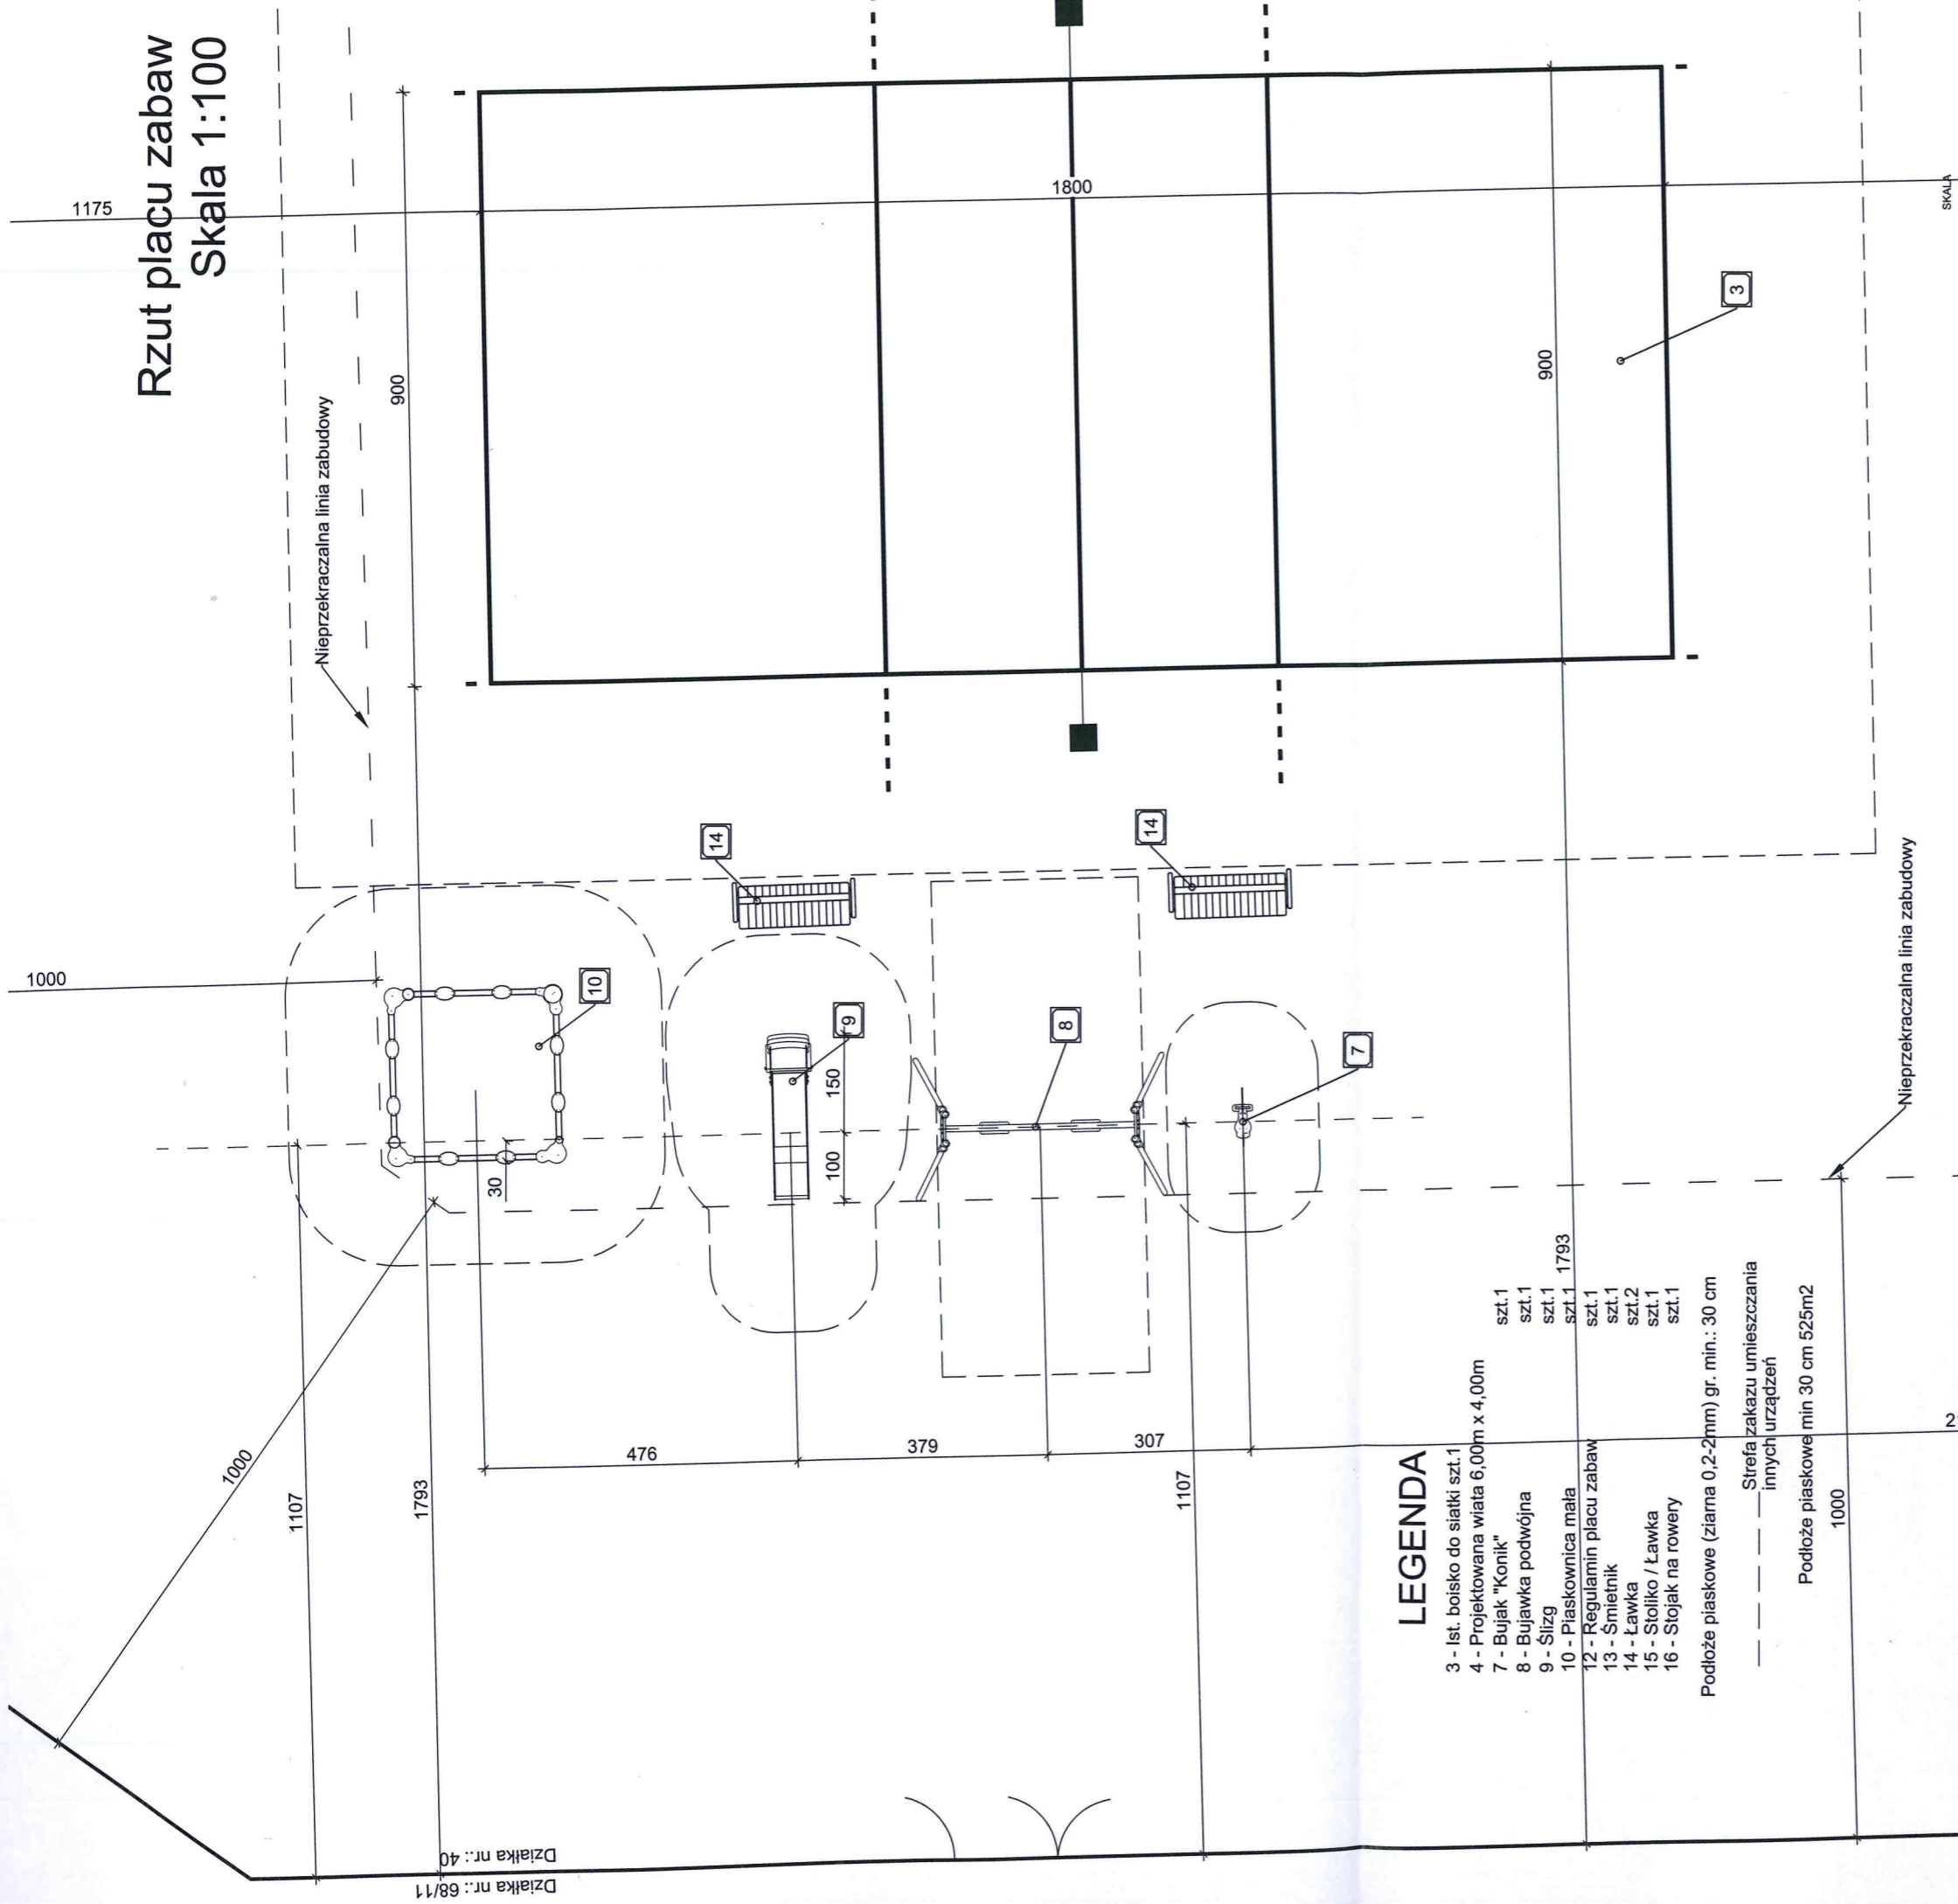 Rzut placu zabaw
Skala 1:100
1175
1800
900
900
3
Nieprzekraczalna linia zabudowy
14
14
1000
10
9
8
7
150
100
30
1000
1107
1793
476
379
307
1107
1793
1000
Nieprzekraczalna linia zabudowy
LEGENDA
3 - Ist. boisko do siatki szt.1
4 - Projektowana wiata 6,00m x 4,00m
7 - Bujak "Konik" szt.1
8 - Bujawka podwójna szt.1
9 - Ślizg szt.1
10 - Piaskownica mała szt.1
12 - Regulamin placu zabaw szt.1
13 - Śmietnik szt.1
14 - Ławka szt.2
15 - Stoliko / Ławka szt.1
16 - Stojak na rowery szt.1
Podłoże piaskowe (ziarna 0,2-2mm) gr. min.: 30 cm
Strefa zakazu umieszczania
innych urządzeń
Podłoże piaskowe min 30 cm 525m2
Działka nr.: 40
Działka nr.: 68/11
SKALA